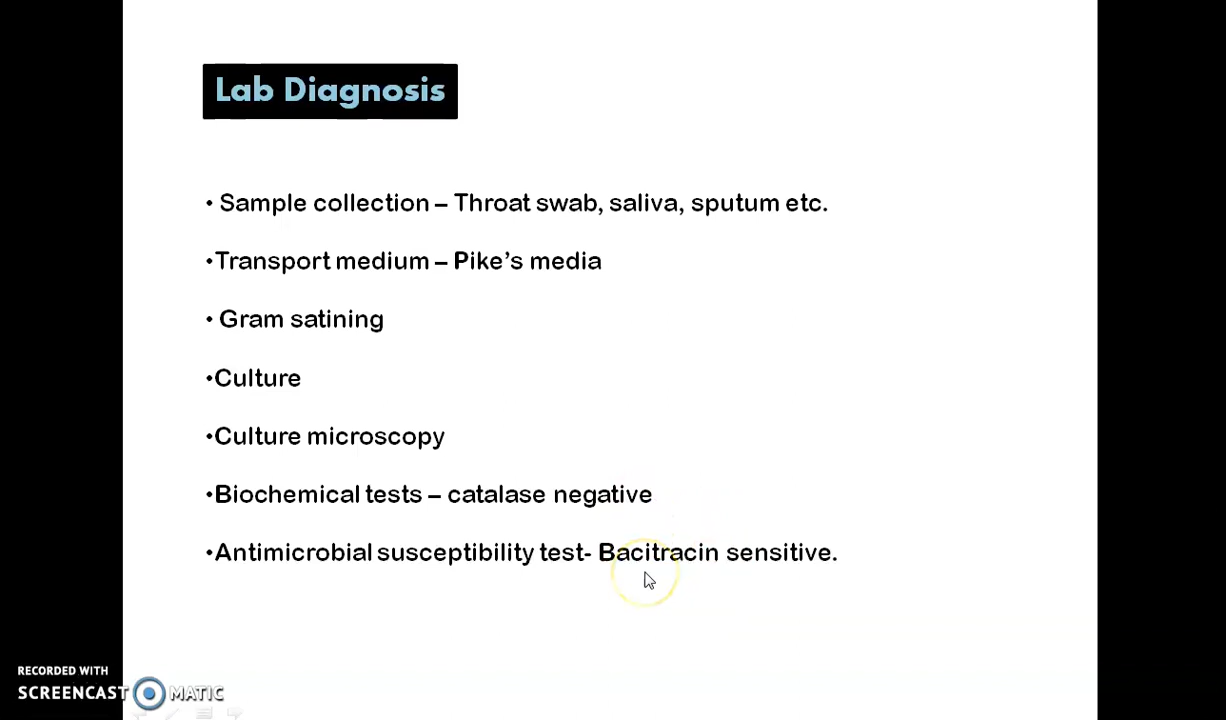 Lab Diagnosis
• Sample collection – Throat swab, saliva, sputum etc.
•Transport medium – Pike's media
• Gram satining
•Culture
•Culture microscopy
•Biochemical tests – catalase negative
•Antimicrobial susceptibility test- Bacitracin sensitive.
RECORDED WITH
SCREENCAST MATIC